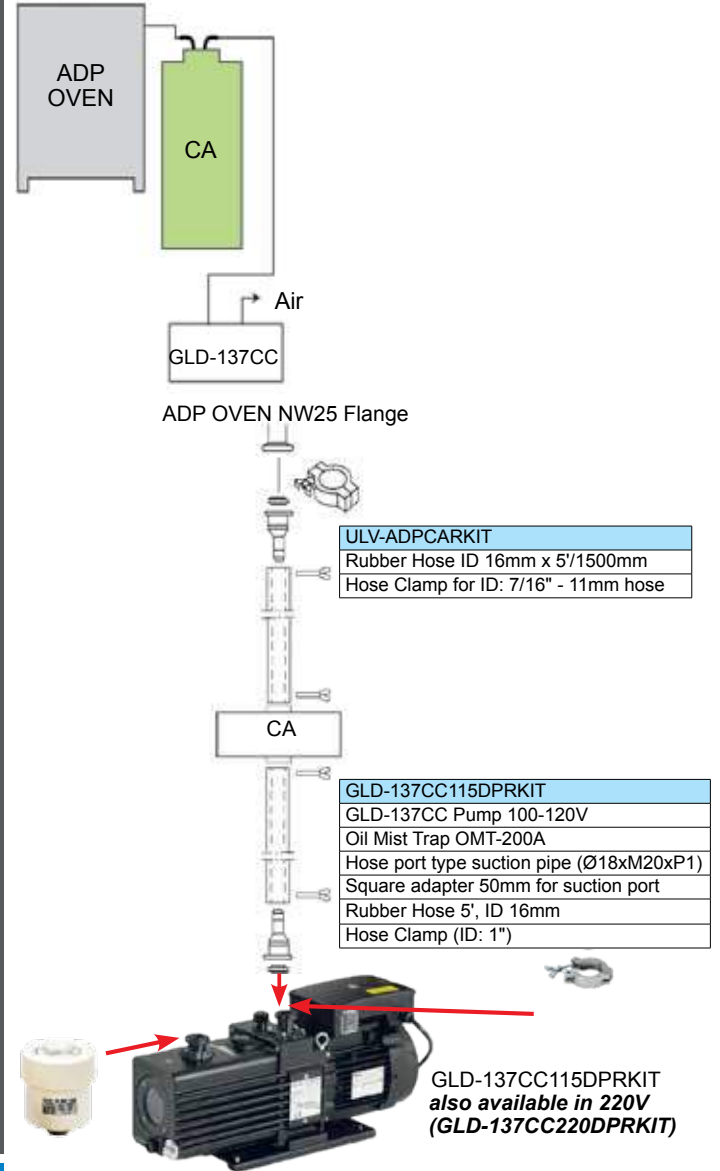 ADP
OVEN
CA
Air
GLD-137CC
ADP OVEN NW25 Flange
ULV-ADPCARKIT
Rubber Hose ID 16mm x 5'/1500mm
Hose Clamp for ID: 7/16" - 11mm hose
CA
GLD-137CC115DPRKIT
GLD-137CC Pump 100-120V
Oil Mist Trap OMT-200A
Hose port type suction pipe (Ø18xM20xP1)
Square adapter 50mm for suction port
Rubber Hose 5', ID 16mm
Hose Clamp (ID: 1")
GLD-137CC115DPRKIT
also available in 220V
(GLD-137CC220DPRKIT)